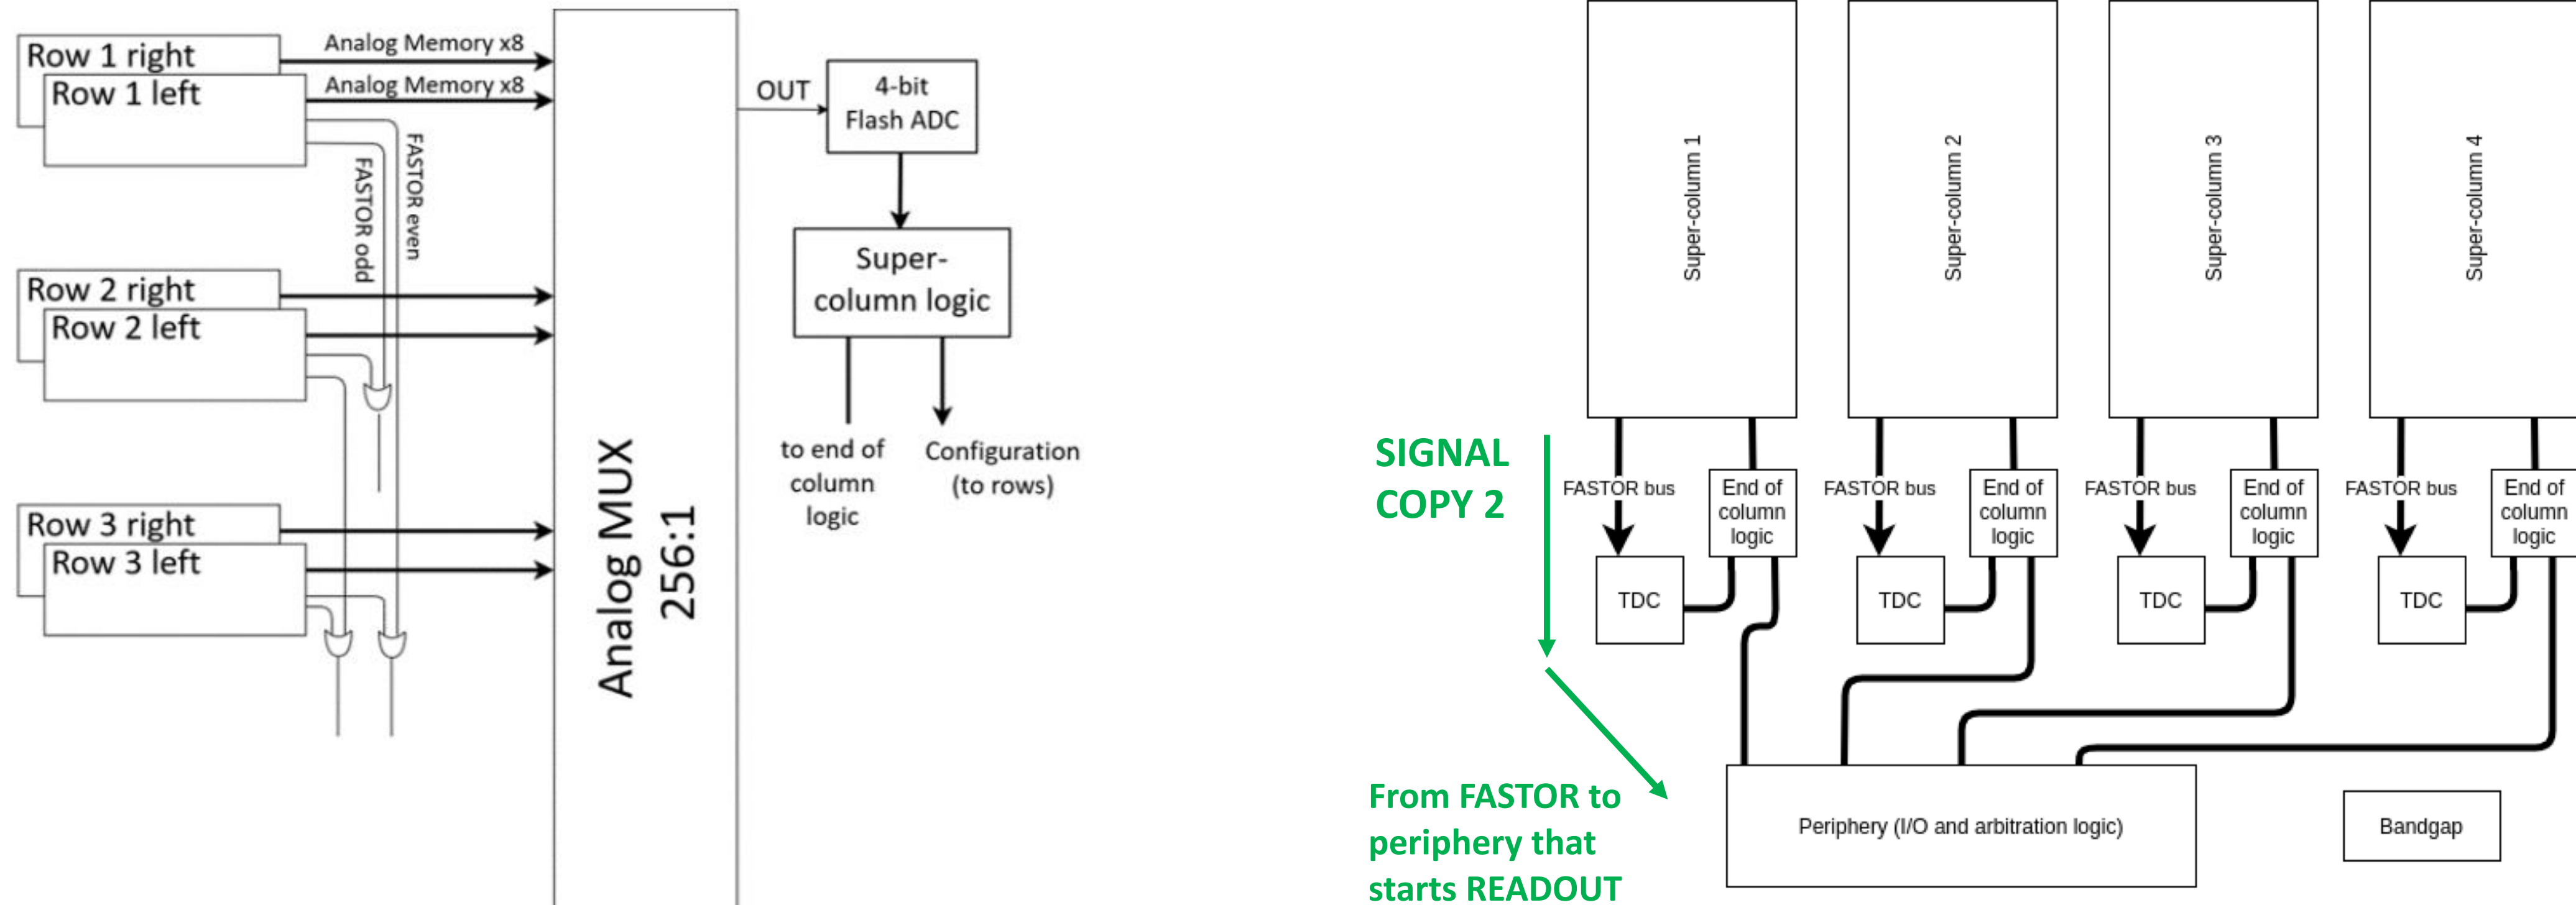 Row 1 right
Row 1 left
Analog Memory x8
Analog Memory x8
FASTOR even
FASTOR odd
Row 2 right
Row 2 left
Row 3 right
Row 3 left
Analog MUX
256:1
OUT
4-bit
Flash ADC
Super-
column logic
to end of
column
logic
Configuration
(to rows)
Super-column 1
Super-column 2
Super-column 3
Super-column 4
SIGNAL
COPY 2
FASTOR bus
End of
column
logic
FASTOR bus
End of
column
logic
FASTOR bus
End of
column
logic
FASTOR bus
End of
column
logic
TDC
TDC
TDC
TDC
From FASTOR to
periphery that
starts READOUT
Periphery (I/O and arbitration logic)
Bandgap